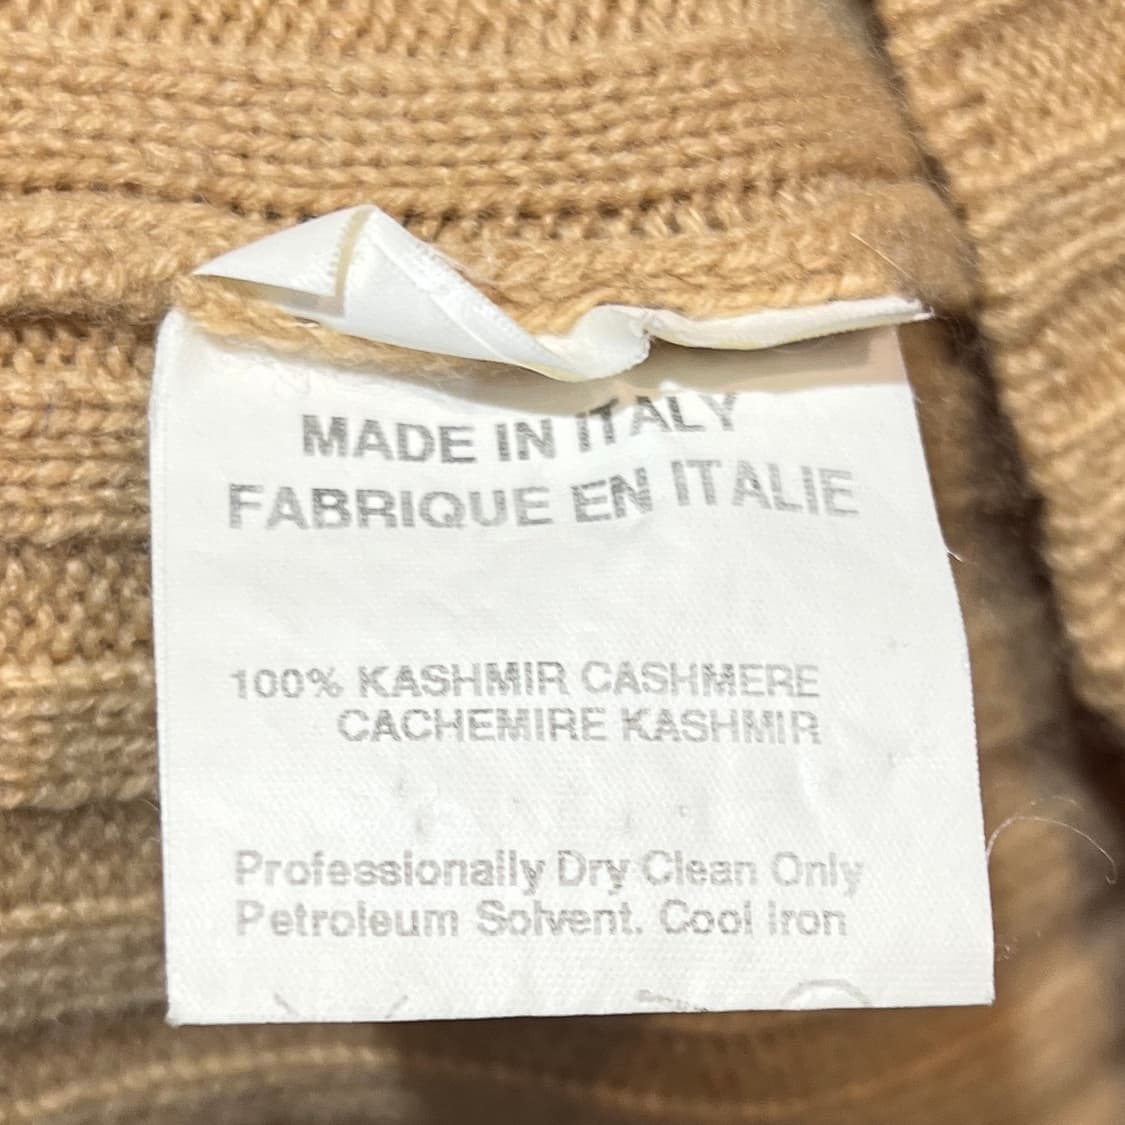 MADE IN ITALY
FABRIQUE EN ITALIE
100% KASHMIR CASHMERE
CACHEMIRE KASHMIR
Professionally Dry Clean Only
Petroleum Solvent. Cool Iron